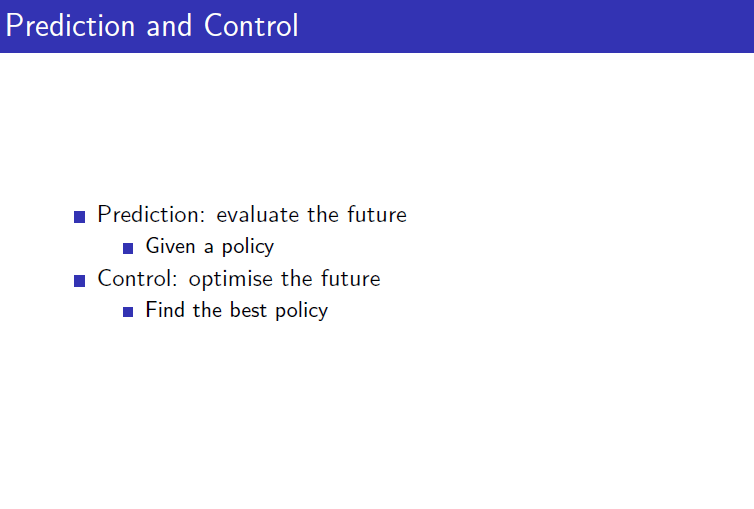 Prediction and Control
Prediction: evaluate the future
Given a policy
Control: optimise the future
Find the best policy